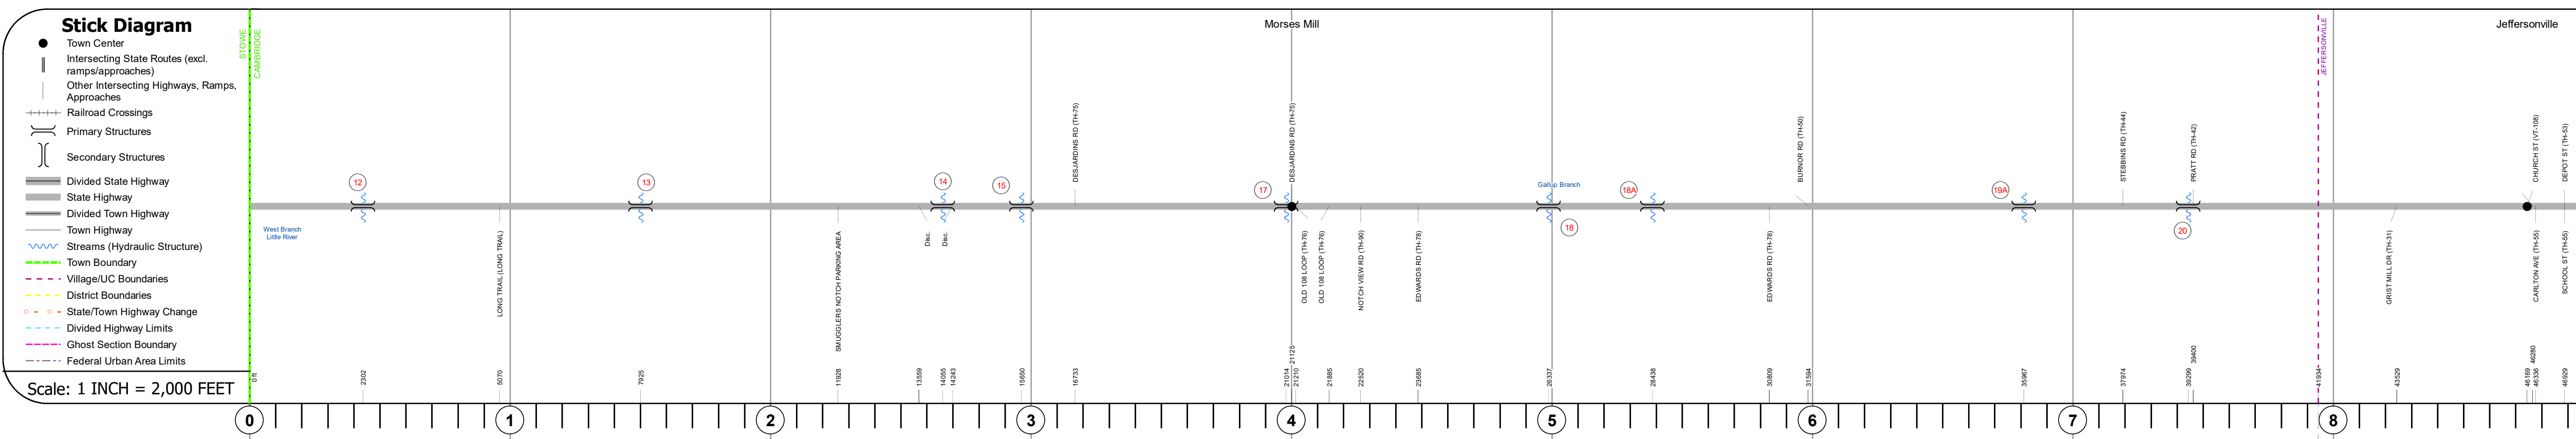 Stick Diagram
Town Center
Intersecting State Routes (excl.
ramps/approaches)
Other Intersecting Highways, Ramps,
Approaches
Railroad Crossings
Primary Structures
Secondary Structures
Divided State Highway
State Highway
Divided Town Highway
Town Highway
Streams (Hydraulic Structure)
Town Boundary
Village/UC Boundaries
District Boundaries
State/Town Highway Change
Divided Highway Limits
Ghost Section Boundary
Federal Urban Area Limits
Scale: 1 INCH = 2,000 FEET
STOWE
CAMBRIDGE
Morses Mill
JEFFERSONVILLE
Jeffersonville
DESJARDINS RD (TH-75)
DESJARDINS RD (TH-75)
BURNOR RD (TH-50)
STEBBINS RD (TH-44)
PRATT RD (TH-42)
CHURCH ST (VT-108)
DEPOT ST (TH-53)
12
13
14
15
17
Gallup Branch
18A
19A
18
20
West Branch
Little River
LONG TRAIL (LONG TRAIL)
SMUGGLERS NOTCH PARKING AREA
Disc.
Disc.
OLD 108 LOOP (TH-76)
OLD 108 LOOP (TH-76)
NOTCH VIEW RD (TH-90)
EDWARDS RD (TH-78)
EDWARDS RD (TH-78)
GRIST MILL DR (TH-31)
CARLTON AVE (TH-55)
SCHOOL ST (TH-55)
0 ft
2302
5070
7925
11928
13559
14055
14243
15650
16733
21014
21125
21210
21885
22520
23685
26337
28438
30809
31594
35967
37974
39299
39400
41934
43529
46169
46280
46336
46929
0
1
2
3
4
5
6
7
8